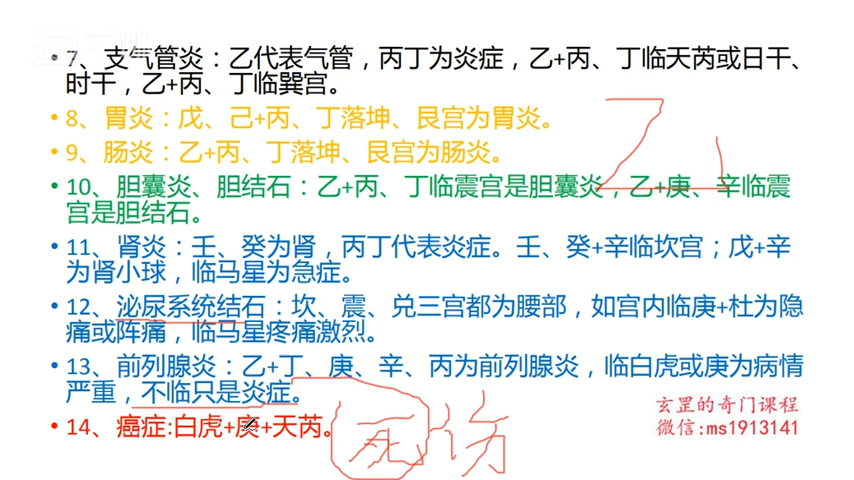 • 7、支气管炎：乙代表气管，丙丁为炎症，乙+丙、丁临天芮或日干、
时干，乙+丙、丁临巽宫。
• 8、胃炎：戊、己+丙、丁落坤、艮宫为胃炎。
• 9、肠炎：乙+丙、丁落坤、艮宫为肠炎。
• 10、胆囊炎、胆结石：乙+丙、丁临震宫是胆囊炎，乙+庚、辛临震
宫是胆结石。
• 11、肾炎：壬、癸为肾，丙丁代表炎症。壬、癸+辛临坎宫；戊+辛
为肾小球，临马星为急症。
• 12、泌尿系统结石：坎、震、兑三宫都为腰部，如宫内临庚+杜为隐
痛或阵痛，临马星疼痛激烈。
• 13、前列腺炎：乙+丁、庚、辛、丙为前列腺炎，临白虎或庚为病情
严重，不临只是炎症。
• 14、癌症:白虎+庚+天芮。
死 伤
玄罡的奇门课程
微信:ms1913141